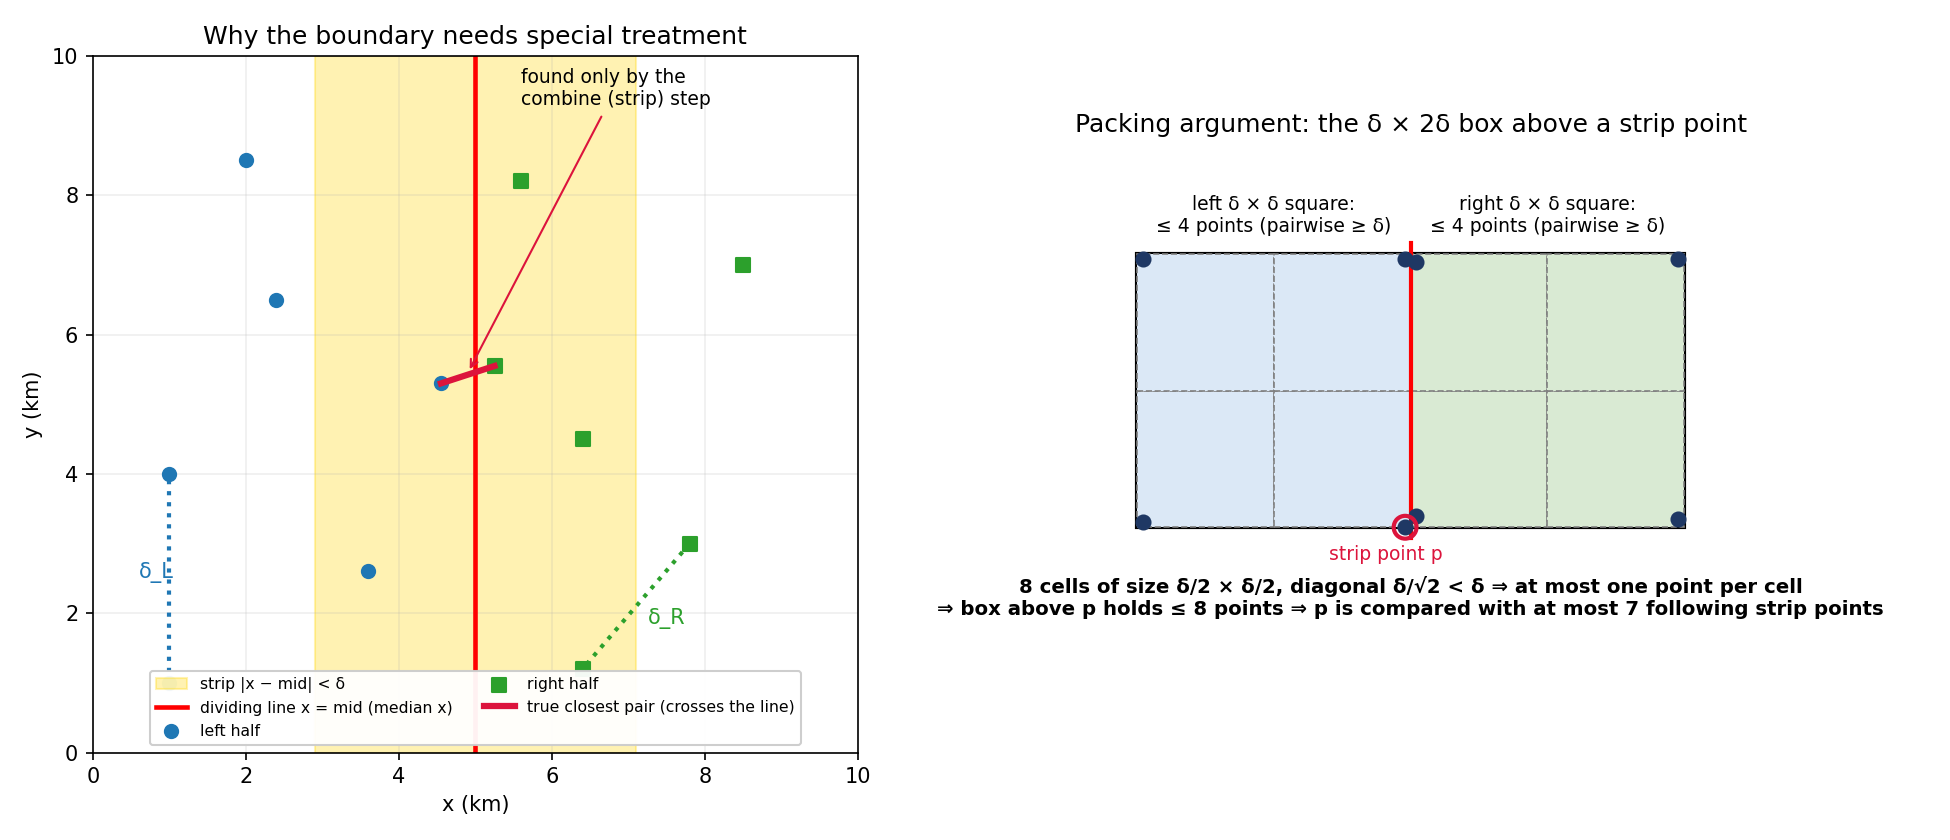 Why the boundary needs special treatment
found only by the
combine (strip) step
10
8
6
4
2
0
y (km)
δ_L
δ_R
strip |x − mid| < δ
dividing line x = mid (median x)
left half
right half
true closest pair (crosses the line)
0
2
4
6
8
10
x (km)
Packing argument: the δ × 2δ box above a strip point
left δ × δ square:
≤ 4 points (pairwise ≥ δ)
right δ × δ square:
≤ 4 points (pairwise ≥ δ)
strip point p
8 cells of size δ/2 × δ/2, diagonal δ/√2 < δ ⇒ at most one point per cell
⇒ box above p holds ≤ 8 points ⇒ p is compared with at most 7 following strip points